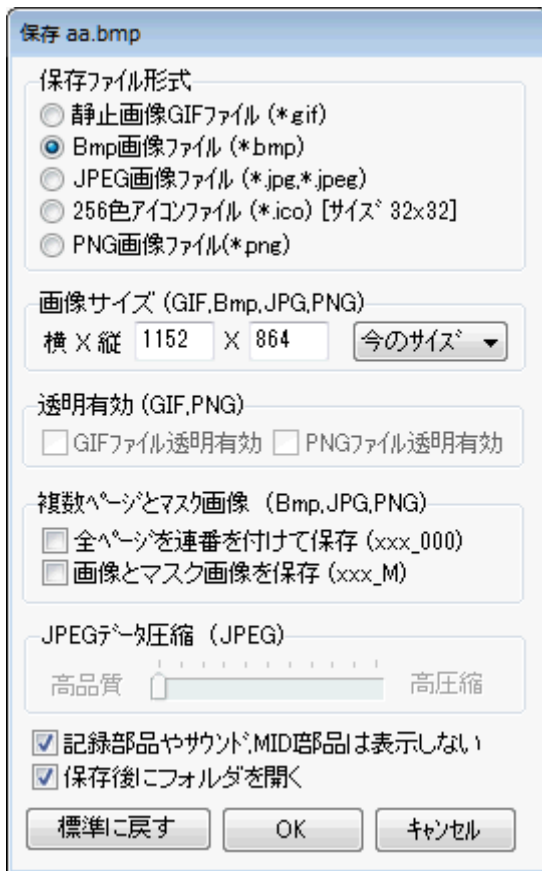 保存 aa.bmp
保存ファイル形式
静止画像GIFファイル (*.gif)
Bmp画像ファイル (*.bmp)
JPEG画像ファイル (*.jpg,*.jpeg)
256色アイコンファイル (*.ico) [サイズ 32x32]
PNG画像ファイル(*.png)
画像サイズ (GIF,Bmp,JPG,PNG)
横 X 縦 1152 X 864 今のサイズ
透明有効 (GIF,PNG)
GIFファイル透明有効 PNGファイル透明有効
複数ページとマスク画像 (Bmp,JPG,PNG)
全ページを連番を付けて保存 (xxx_000)
画像とマスク画像を保存 (xxx_M)
JPEGデータ圧縮 (JPEG)
高品質 高圧縮
記録部品やサウンド,MIDI部品は表示しない
保存後にフォルダを開く
標準に戻す OK キャンセル